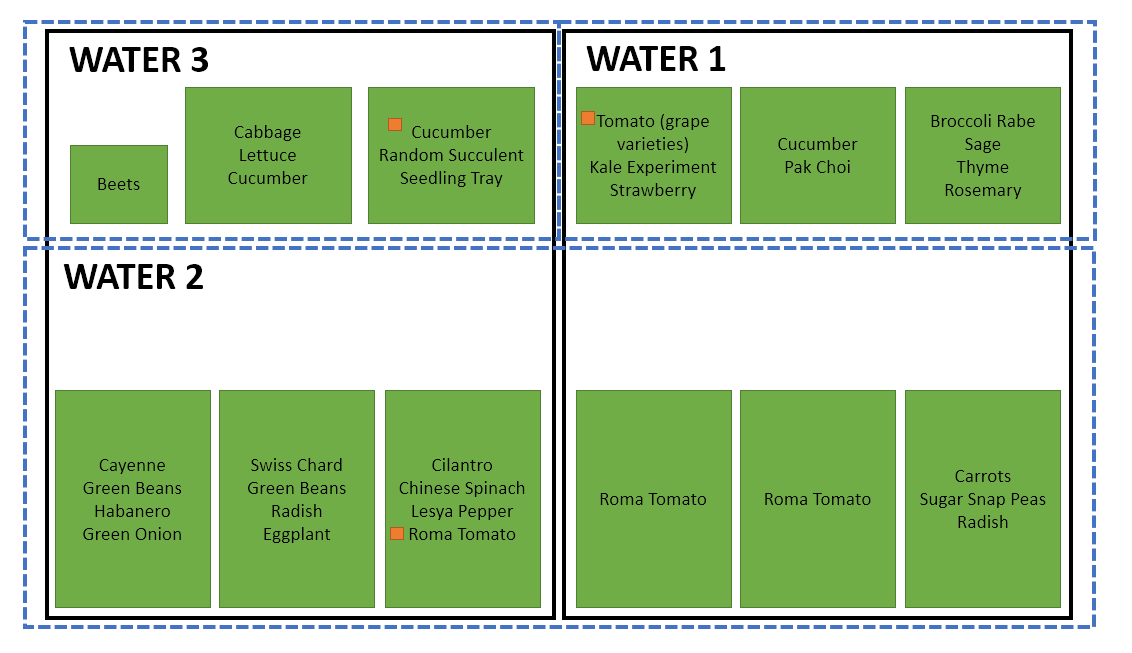 WATER 3
WATER 1
Beets
Cabbage
Lettuce
Cucumber
Cucumber
Random Succulent
Seedling Tray
Tomato (grape
varieties)
Kale Experiment
Strawberry
Cucumber
Pak Choi
Broccoli Rabe
Sage
Thyme
Rosemary
WATER 2
Cayenne
Green Beans
Habanero
Green Onion
Swiss Chard
Green Beans
Radish
Eggplant
Cilantro
Chinese Spinach
Lesya Pepper
Roma Tomato
Roma Tomato
Roma Tomato
Carrots
Sugar Snap Peas
Radish